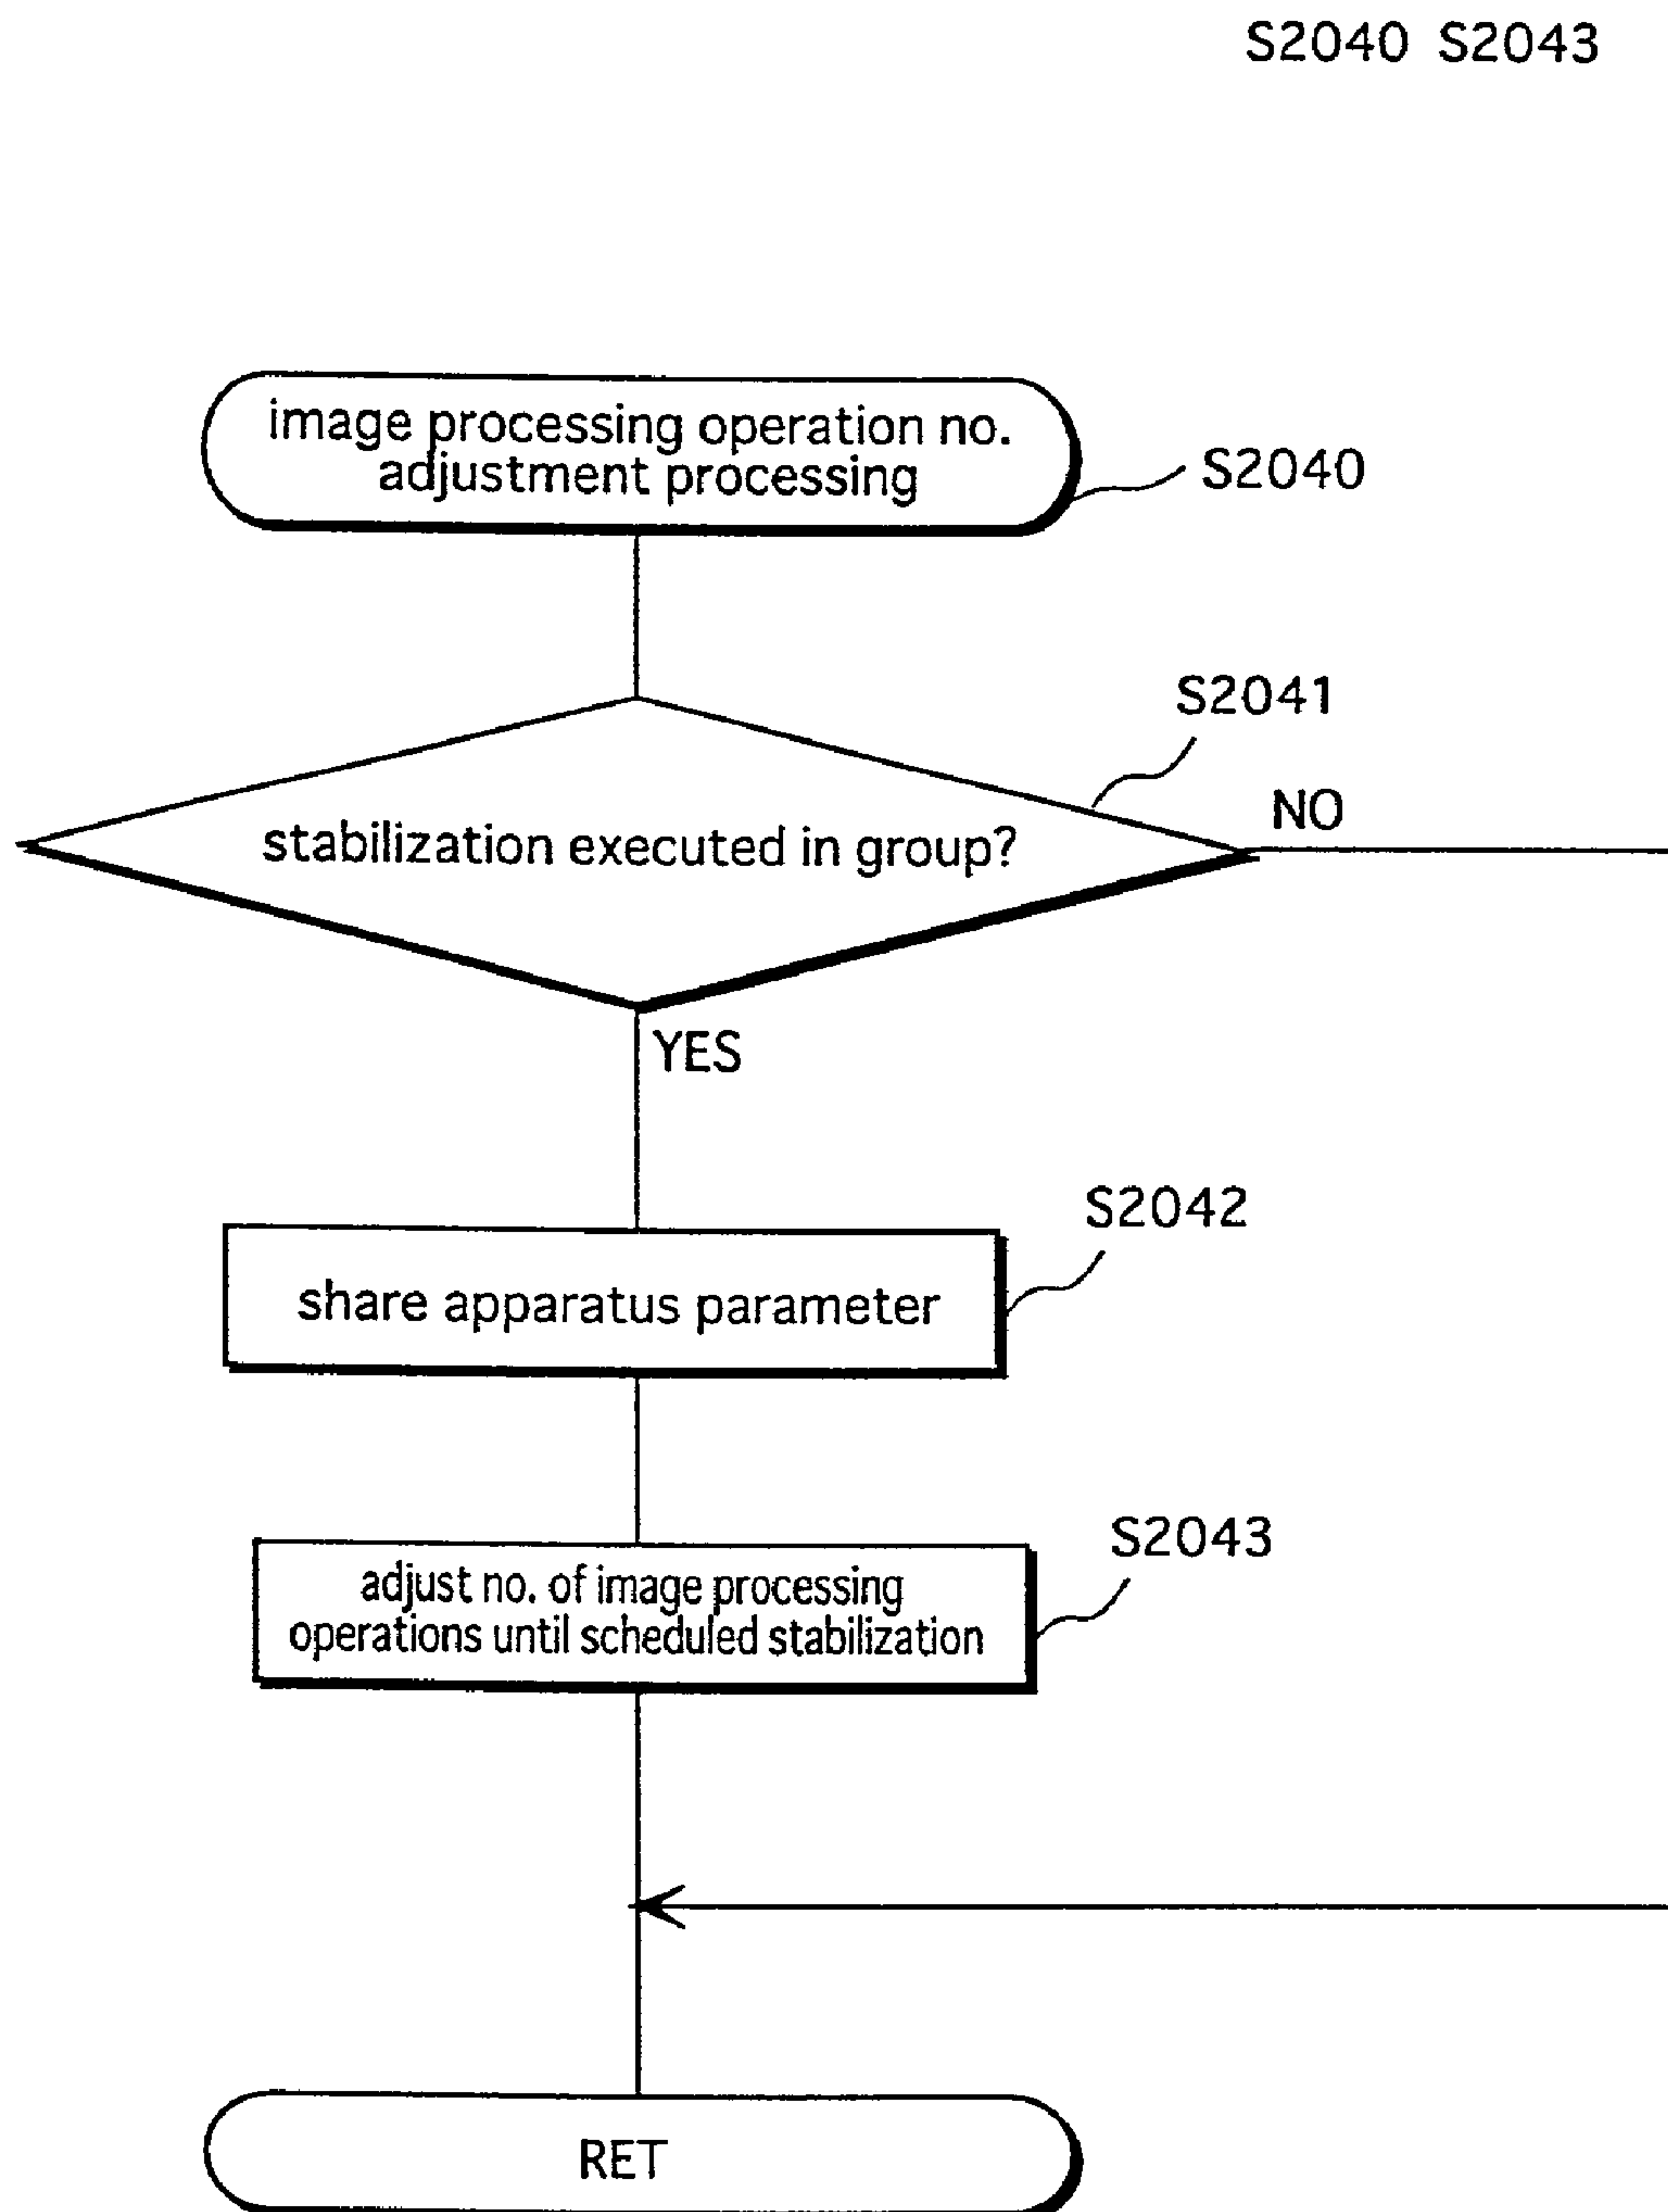 S2040 S2043
image processing operation no.
adjustment processing
S2040
S2041
NO
stabilization executed in group?
YES
S2042
share apparatus parameter
S2043
adjust no. of image processing
operations until scheduled stabilization
RET